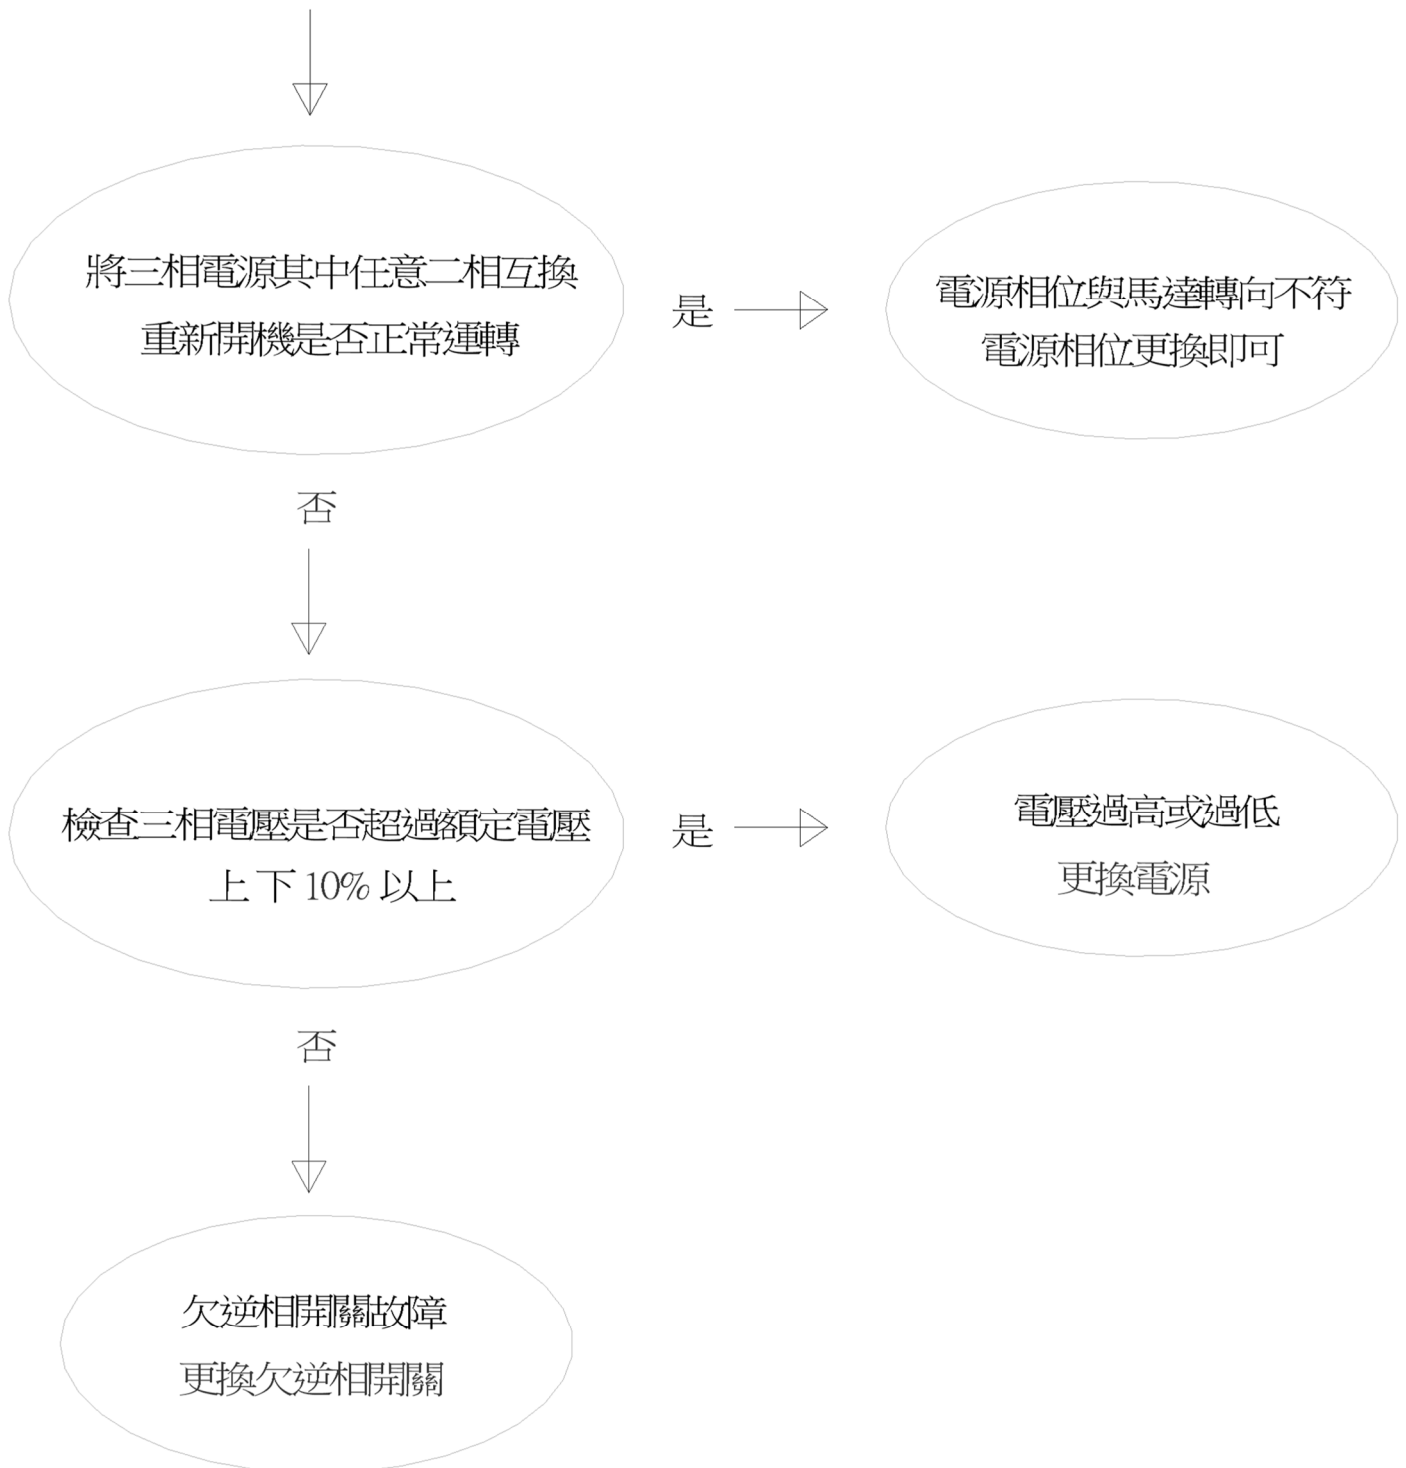 將三相電源其中任意二相互換
重新開機是否正常運轉
是
電源相位與馬達轉向不符
電源相位更換即可
否
檢查三相電壓是否超過額定電壓
上下10%以上
是
電壓過高或過低
更換電源
否
欠逆相開關故障
更換欠逆相開關